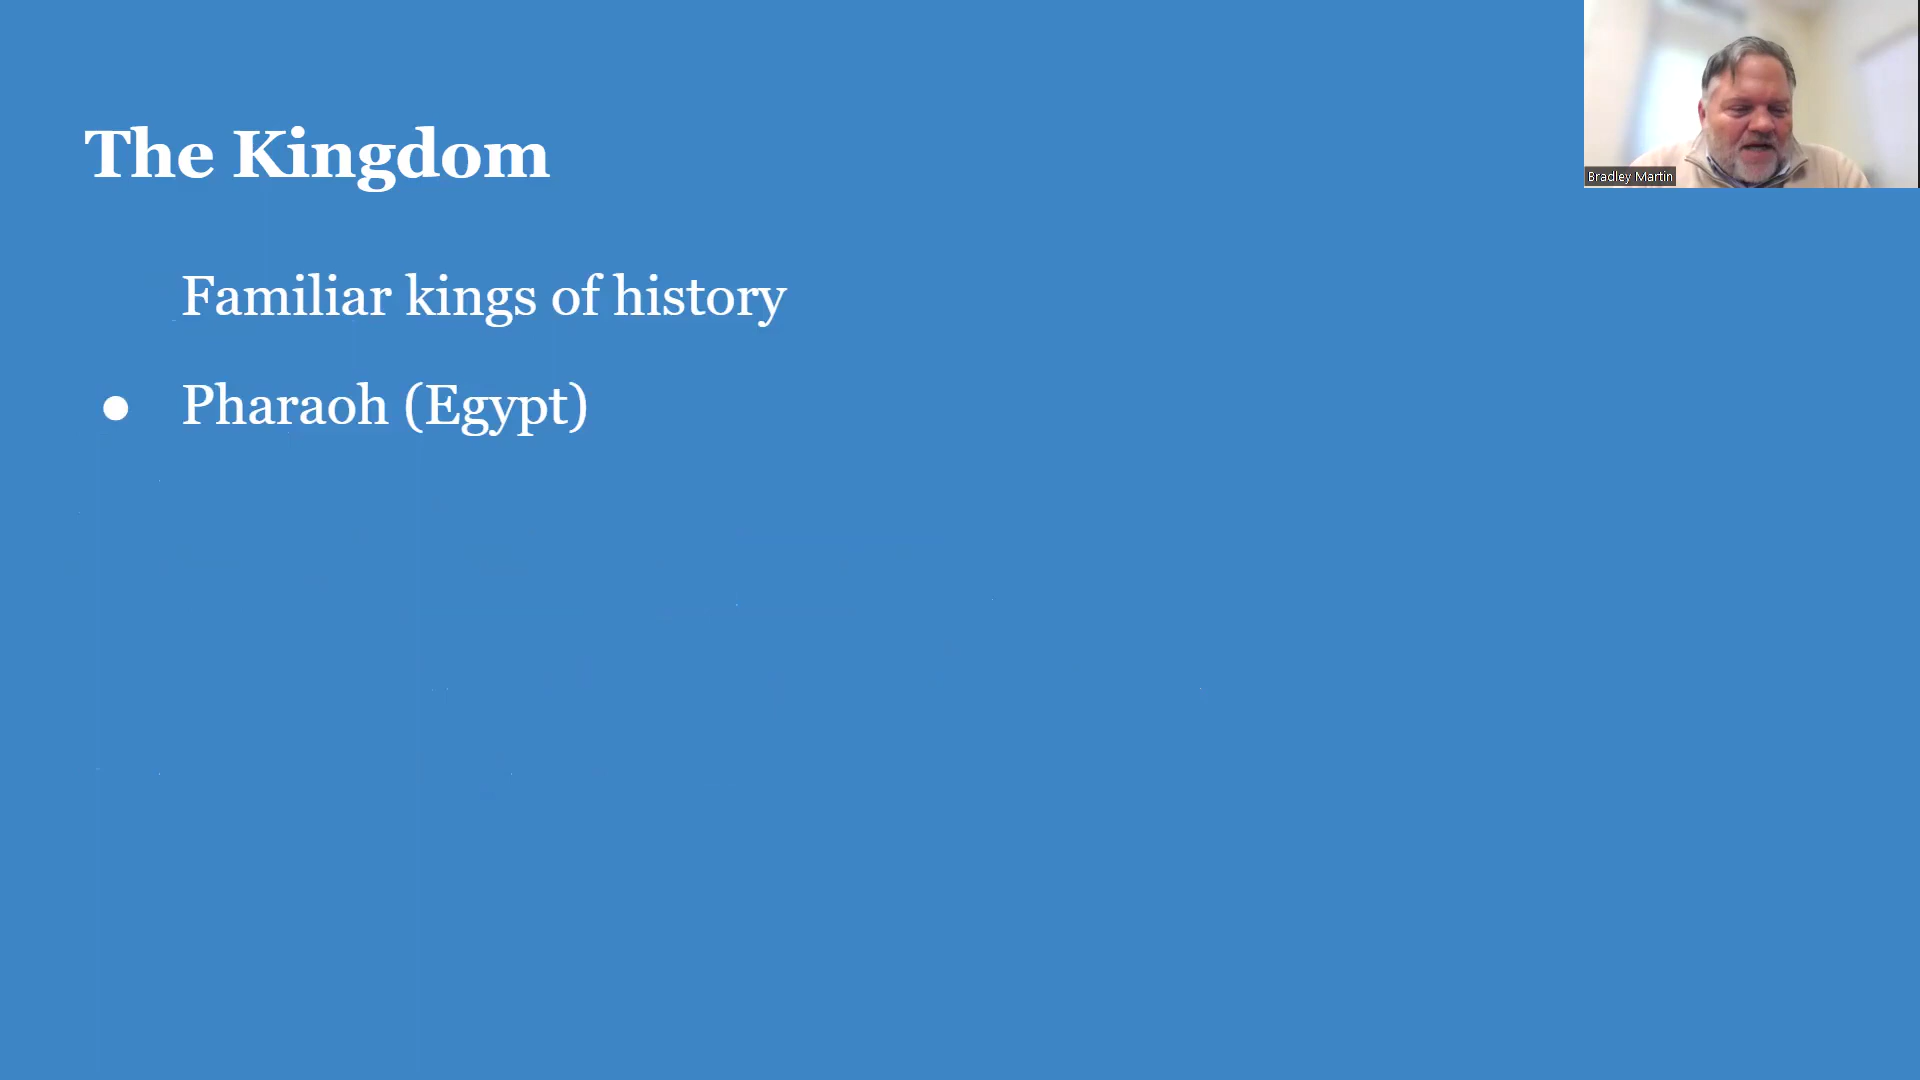 The Kingdom
Familiar kings of history
● Pharaoh (Egypt)
Bradley Martin